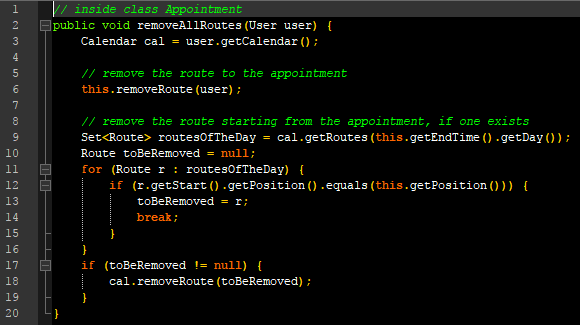 1 // inside class Appointment
2 public void removeAllRoutes(User user) {
3     Calendar cal = user.getCalendar();
4
5     // remove the route to the appointment
6     this.removeRoute(user);
7
8     // remove the route starting from the appointment, if one exists
9     Set<Route> routesOfTheDay = cal.getRoutes(this.getEndTime().getDay());
10     Route toBeRemoved = null;
11     for (Route r : routesOfTheDay) {
12         if (r.getStart().getPosition().equals(this.getPosition())) {
13             toBeRemoved = r;
14             break;
15         }
16     }
17     if (toBeRemoved != null) {
18         cal.removeRoute(toBeRemoved);
19     }
20 }